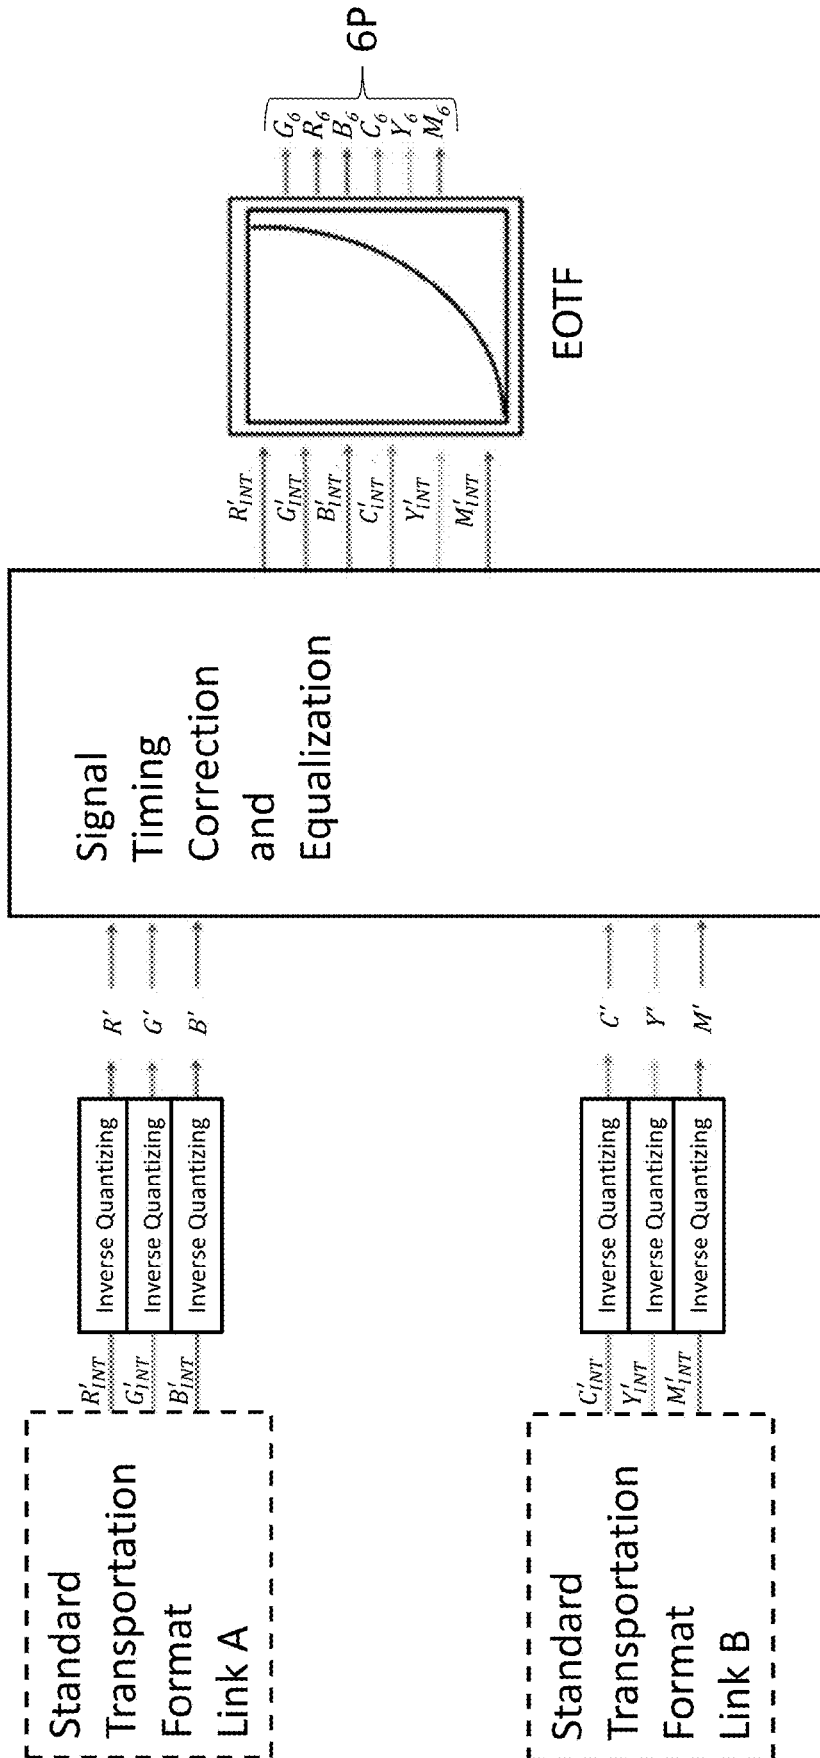 Standard
Transportation
Format
Link A
R'INT
G'INT
B'INT
Inverse Quantizing
Inverse Quantizing
Inverse Quantizing
R'
G'
B'
Standard
Transportation
Format
Link B
C'INT
Y'INT
M'INT
Inverse Quantizing
Inverse Quantizing
Inverse Quantizing
C'
Y'
M'
Signal
Timing
Correction
and
Equalization
R'INT
G'INT
B'INT
C'INT
Y'INT
M'INT
EOTF
G6
R6
B6
C6
Y6
M6
6P